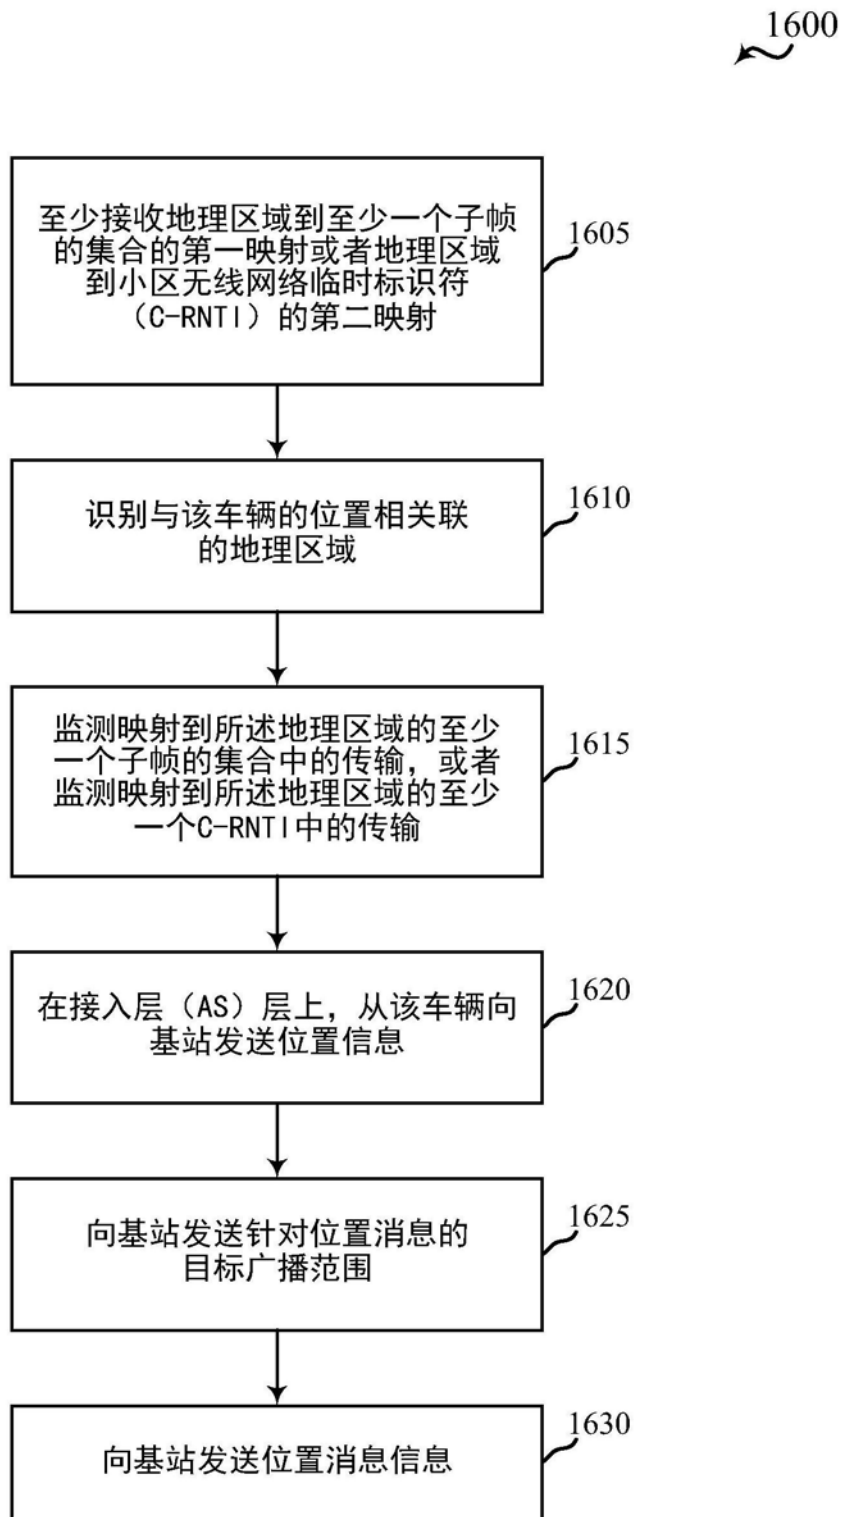 1600
至少接收地理区域到至少一个子帧
的集合的第一映射或者地理区域
到小区无线网络临时标识符
（C-RNTI）的第二映射
1605
识别与该车辆的位置相关联
的地理区域
1610
监测映射到所述地理区域的至少
一个子帧的集合中的传输，或者
监测映射到所述地理区域的至少
一个C-RNTI中的传输
1615
在接入层（AS）层上，从该车辆向
基站发送位置信息
1620
向基站发送针对位置消息的
目标广播范围
1625
向基站发送位置消息信息
1630